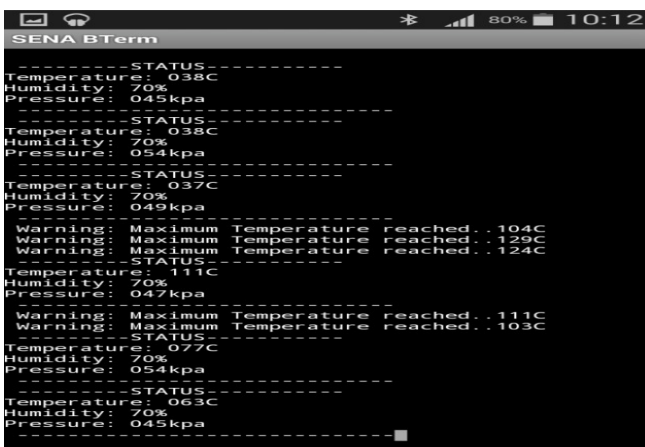 80% 10:12
SENA BTerm
----------STATUS-----------
Temperature: 038C
Humidity: 70%
Pressure: 045kpa
------------------------------
----------STATUS-----------
Temperature: 038C
Humidity: 70%
Pressure: 054kpa
------------------------------
----------STATUS-----------
Temperature: 037C
Humidity: 70%
Pressure: 049kpa
------------------------------
Warning: Maximum Temperature reached..104C
Warning: Maximum Temperature reached..129C
Warning: Maximum Temperature reached..124C
----------STATUS-----------
Temperature: 111C
Humidity: 70%
Pressure: 047kpa
------------------------------
Warning: Maximum Temperature reached..111C
Warning: Maximum Temperature reached..103C
----------STATUS-----------
Temperature: 077C
Humidity: 70%
Pressure: 054kpa
------------------------------
----------STATUS-----------
Temperature: 063C
Humidity: 70%
Pressure: 045kpa
------------------------------